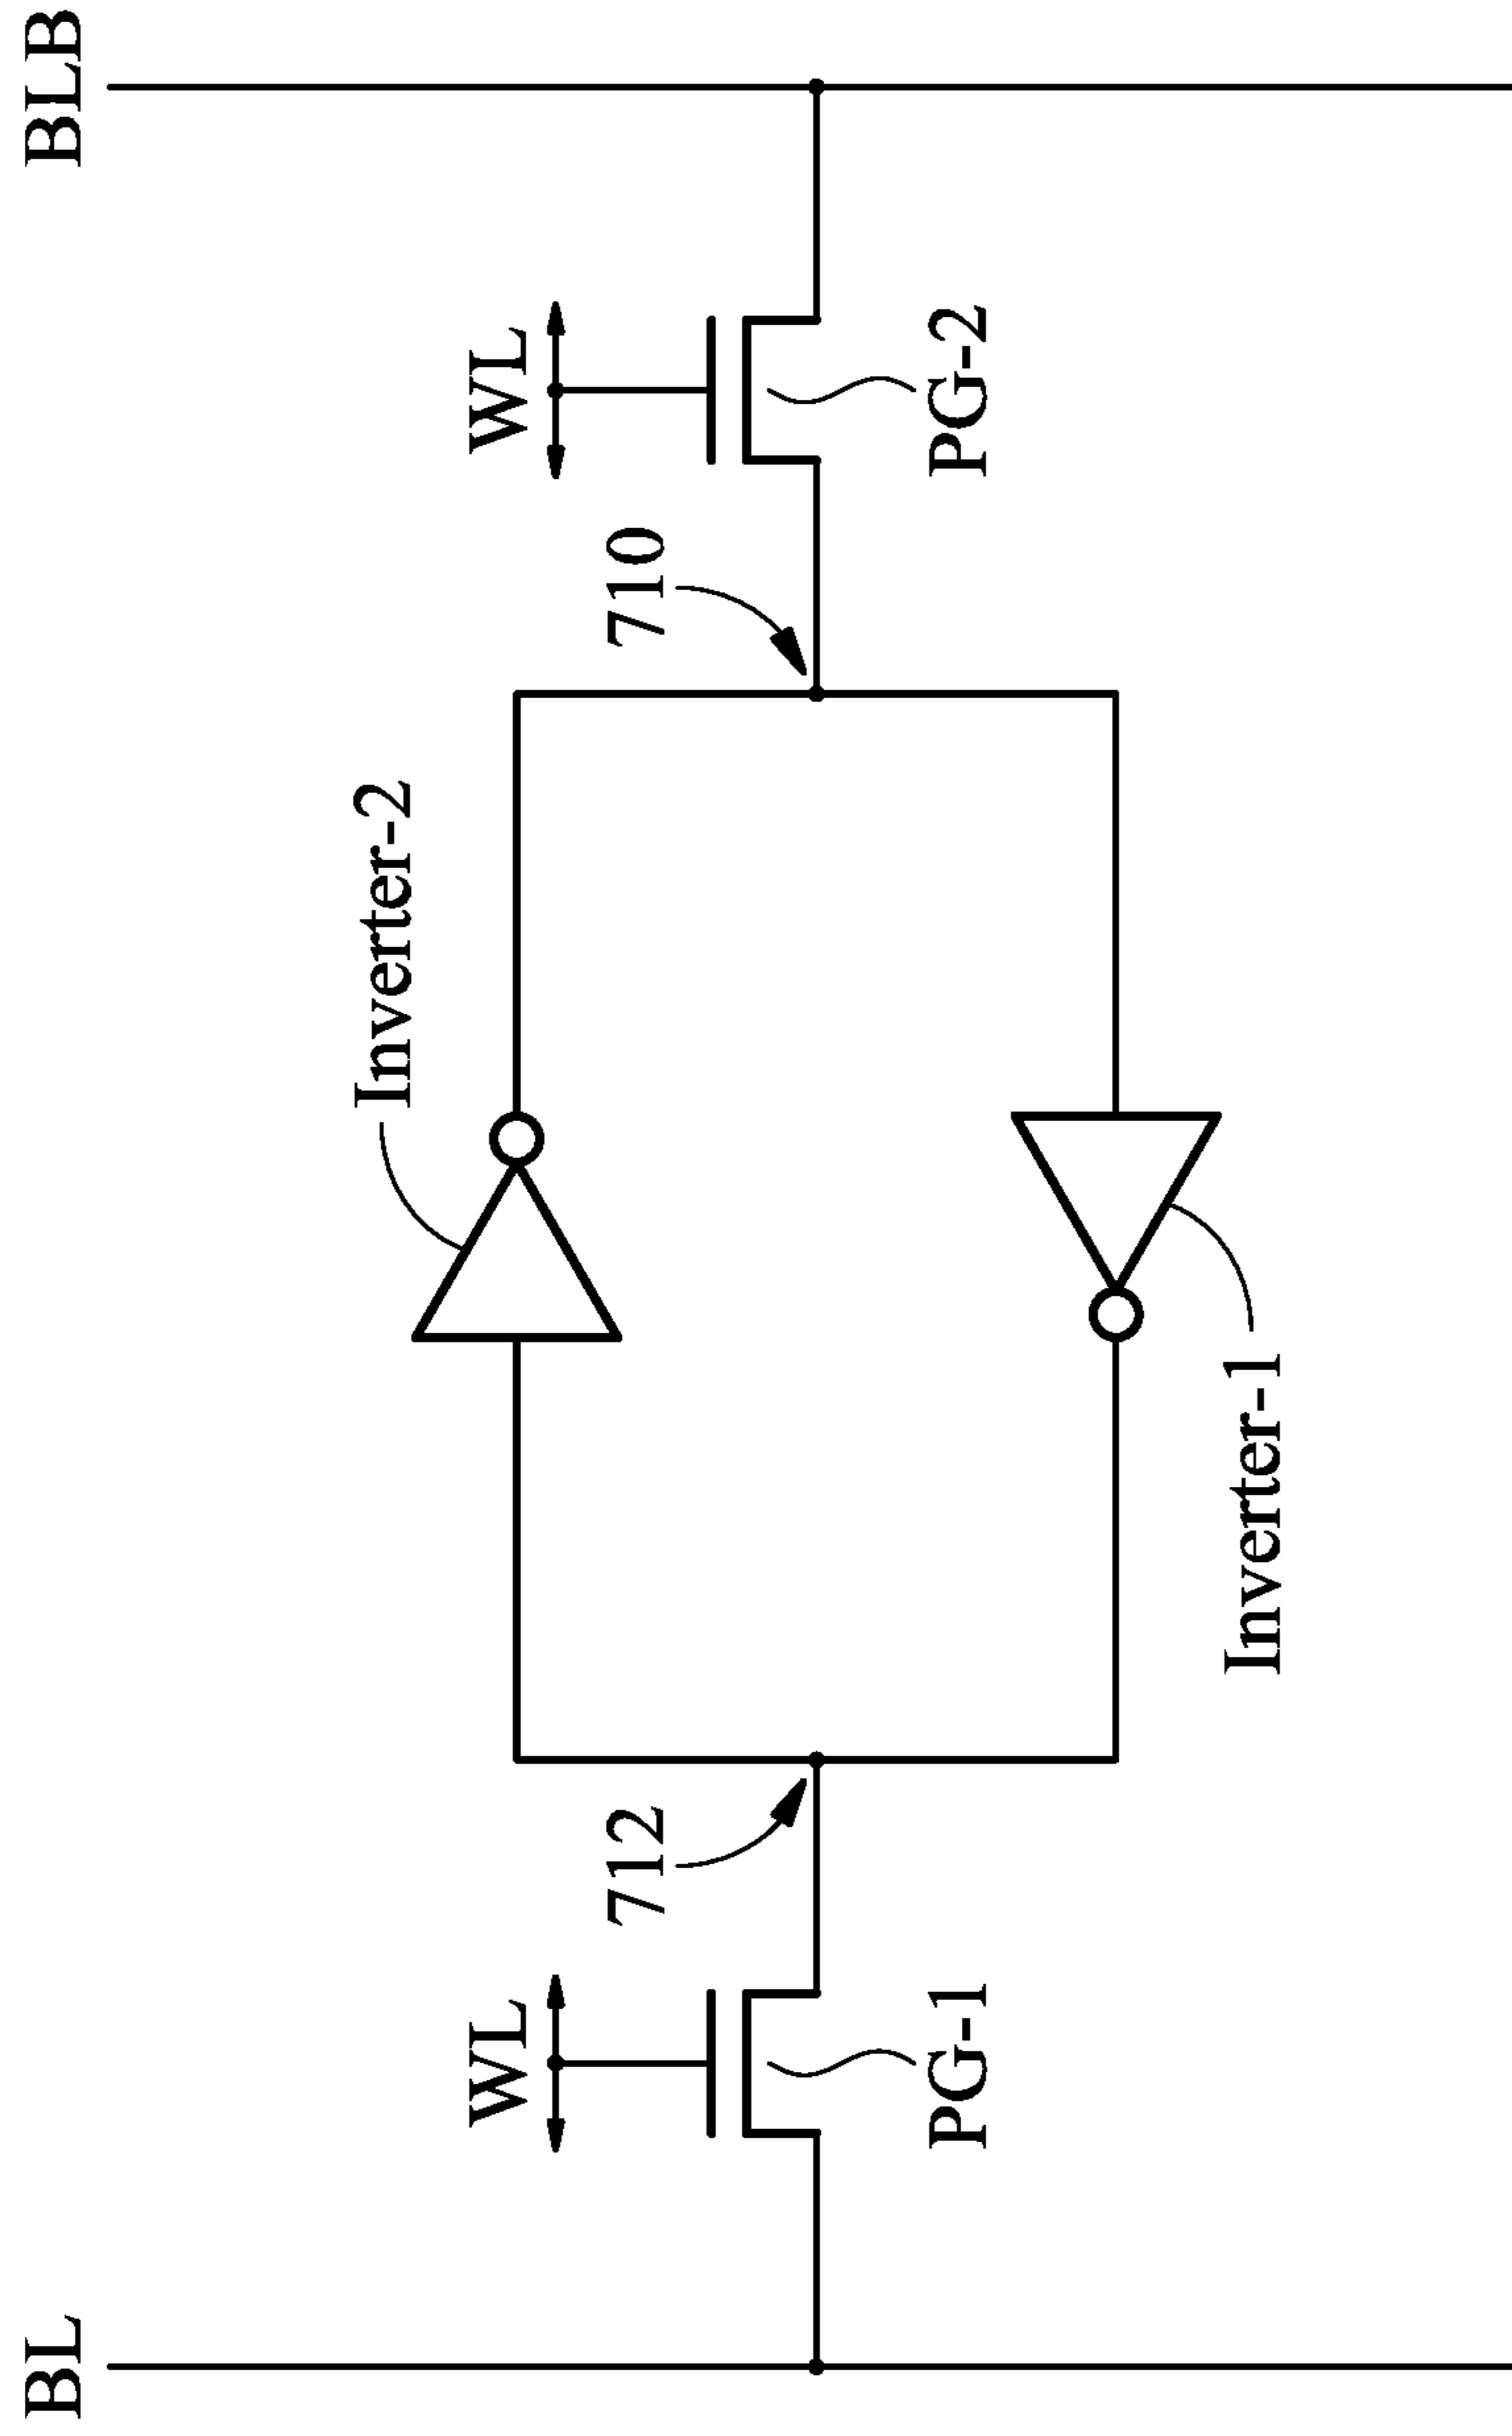 BL
BLB
Inverter-2
WL
WL
712
710
PG-1
PG-2
Inverter-1